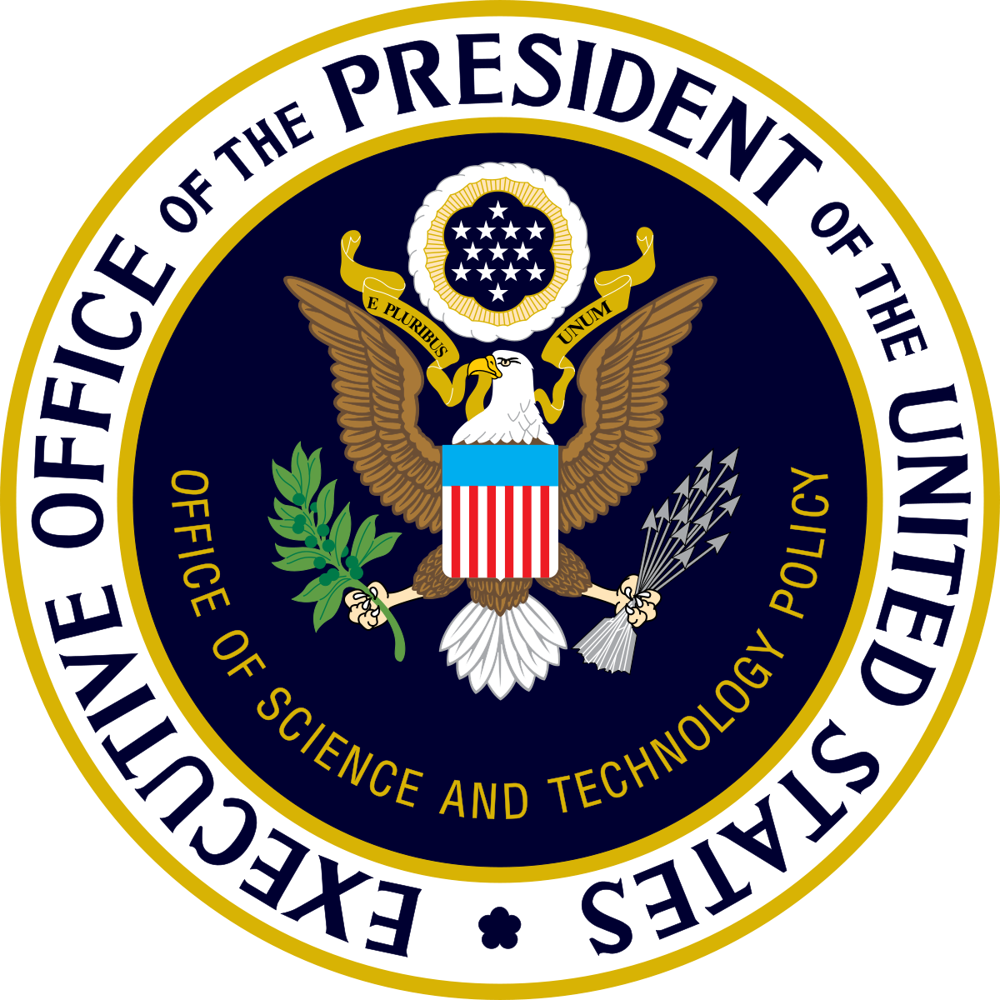 EXECUTIVE OFFICE OF THE PRESIDENT OF THE UNITED STATES
E PLURIBUS UNUM
OFFICE OF SCIENCE AND TECHNOLOGY POLICY